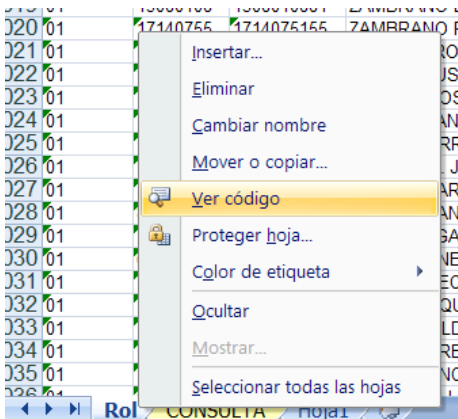 020 01 17140755 1714075155 ZAMBRANO
021 01
022 01
023 01
024 01
025 01
026 01
027 01
028 01
029 01
030 01
031 01
032 01
033 01
034 01
035 01
Insertar...
Eliminar
Cambiar nombre
Mover o copiar...
Ver código
Proteger hoja...
Color de etiqueta
Ocultar
Mostrar...
Seleccionar todas las hojas
Rol CONSULTA Hoja1